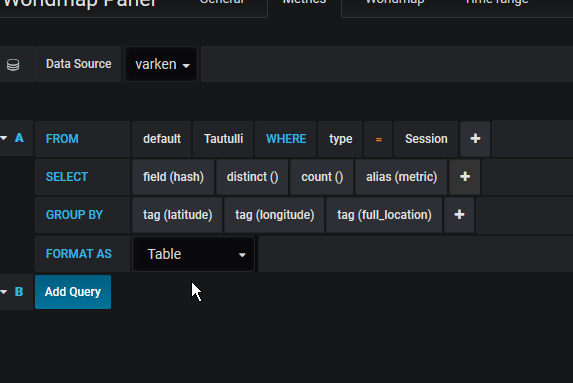 Worldmap Panel General Metrics Worldmap Time range
Data Source varken
A FROM default Tautulli WHERE type = Session +
SELECT field (hash) distinct () count () alias (metric) +
GROUP BY tag (latitude) tag (longitude) tag (full_location) +
FORMAT AS Table
B Add Query